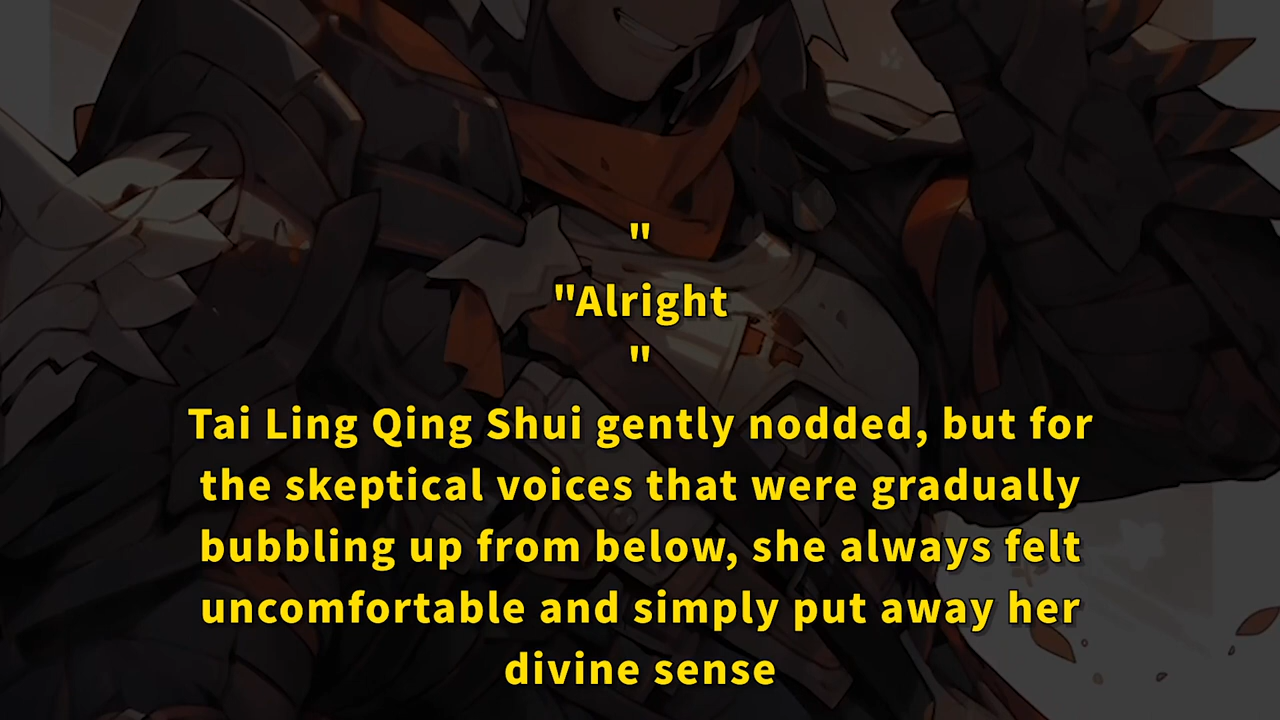 "
"Alright
"
Tai Ling Qing Shui gently nodded, but for
the skeptical voices that were gradually
bubbling up from below, she always felt
uncomfortable and simply put away her
divine sense